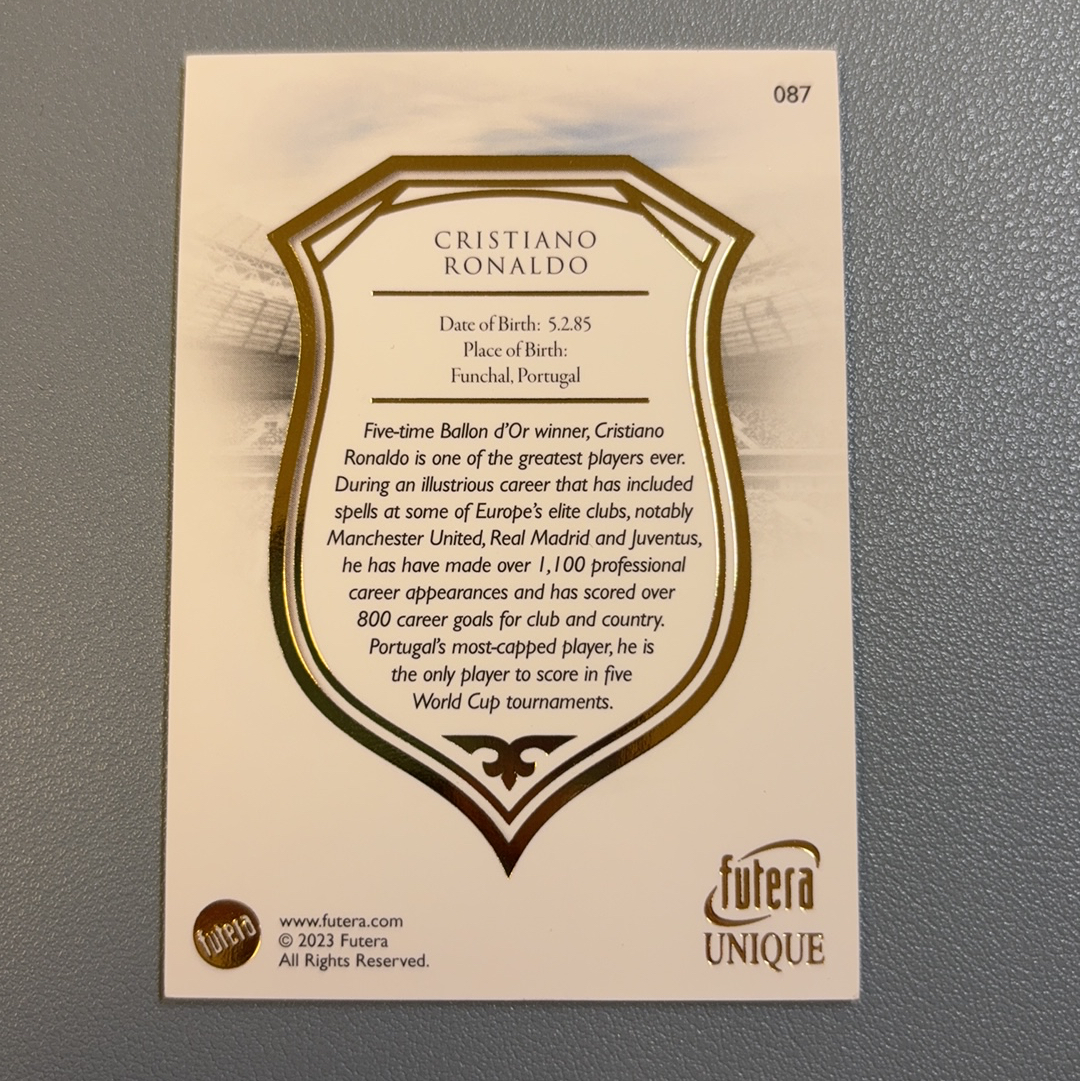 087
CRISTIANO
RONALDO
Date of Birth: 5.2.85
Place of Birth:
Funchal, Portugal
Five-time Ballon d'Or winner, Cristiano
Ronaldo is one of the greatest players ever.
During an illustrious career that has included
spells at some of Europe's elite clubs, notably
Manchester United, Real Madrid and Juventus,
he has have made over 1,100 professional
career appearances and has scored over
800 career goals for club and country.
Portugal's most-capped player, he is
the only player to score in five
World Cup tournaments.
futera
UNIQUE
futera
www.futera.com
© 2023 Futera
All Rights Reserved.